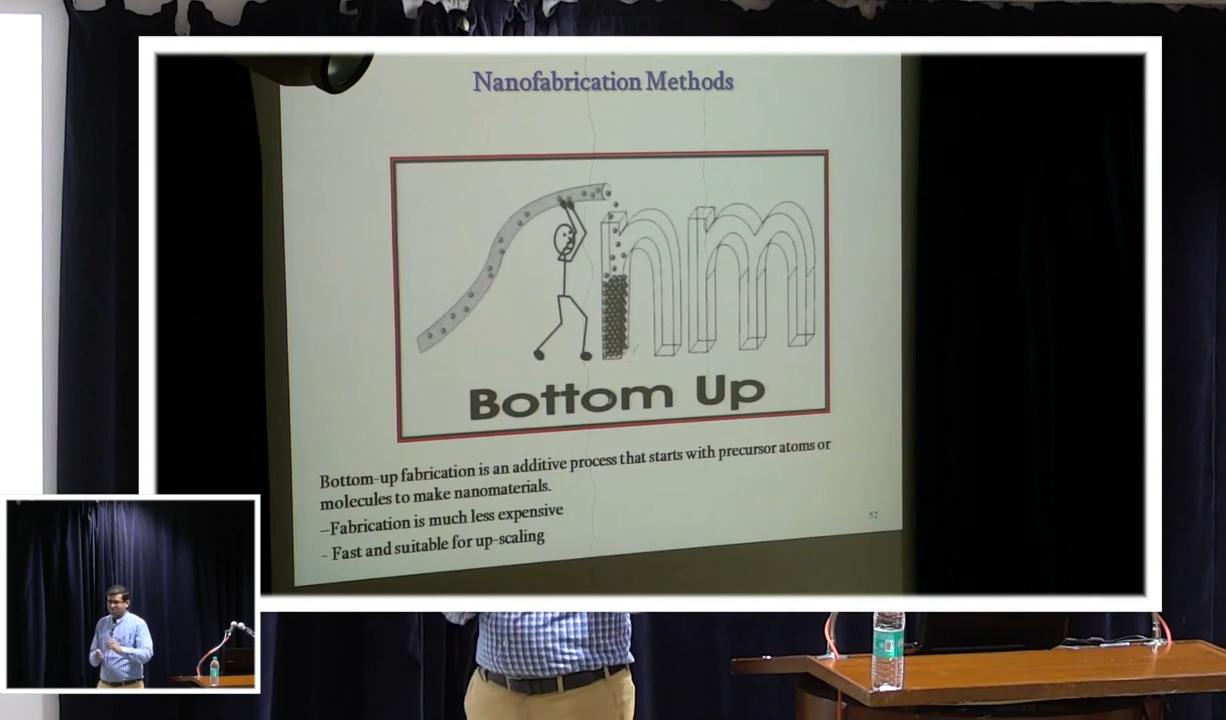 Nanofabrication Methods
nm
Bottom Up
Bottom-up fabrication is an additive process that starts with precursor atoms or
molecules to make nanomaterials.
–Fabrication is much less expensive
- Fast and suitable for up-scaling
52